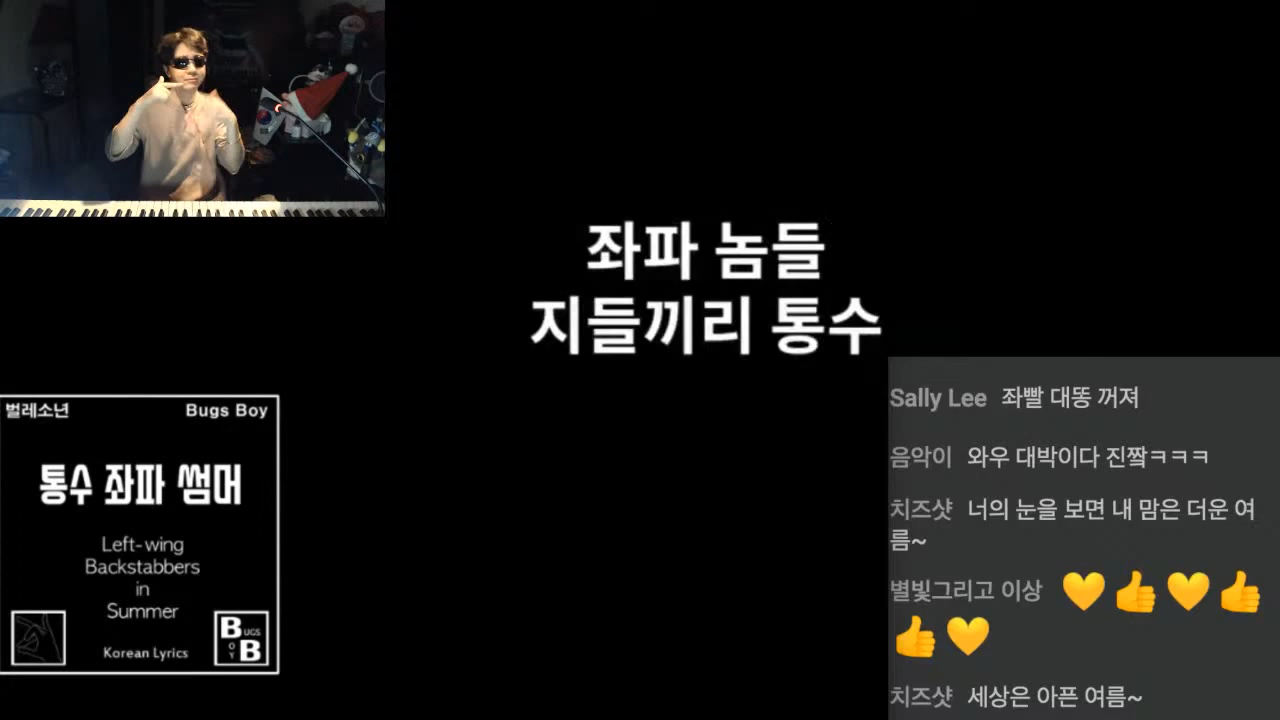 좌파 놈들
지들끼리 통수
벌레소년 Bugs Boy
통수 좌파 썸머
Left-wing
Backstabbers
in
Summer
Korean Lyrics
BUGS
BOY
Sally Lee 좌빨 대똥 꺼져
음악이 와우 대박이다 진짴ㅋㅋㅋ
치즈샷 너의 눈을 보면 내 맘은 더운 여
름~
별빛그리고 이상 💛👍💛👍
👍💛
치즈샷 세상은 아픈 여름~